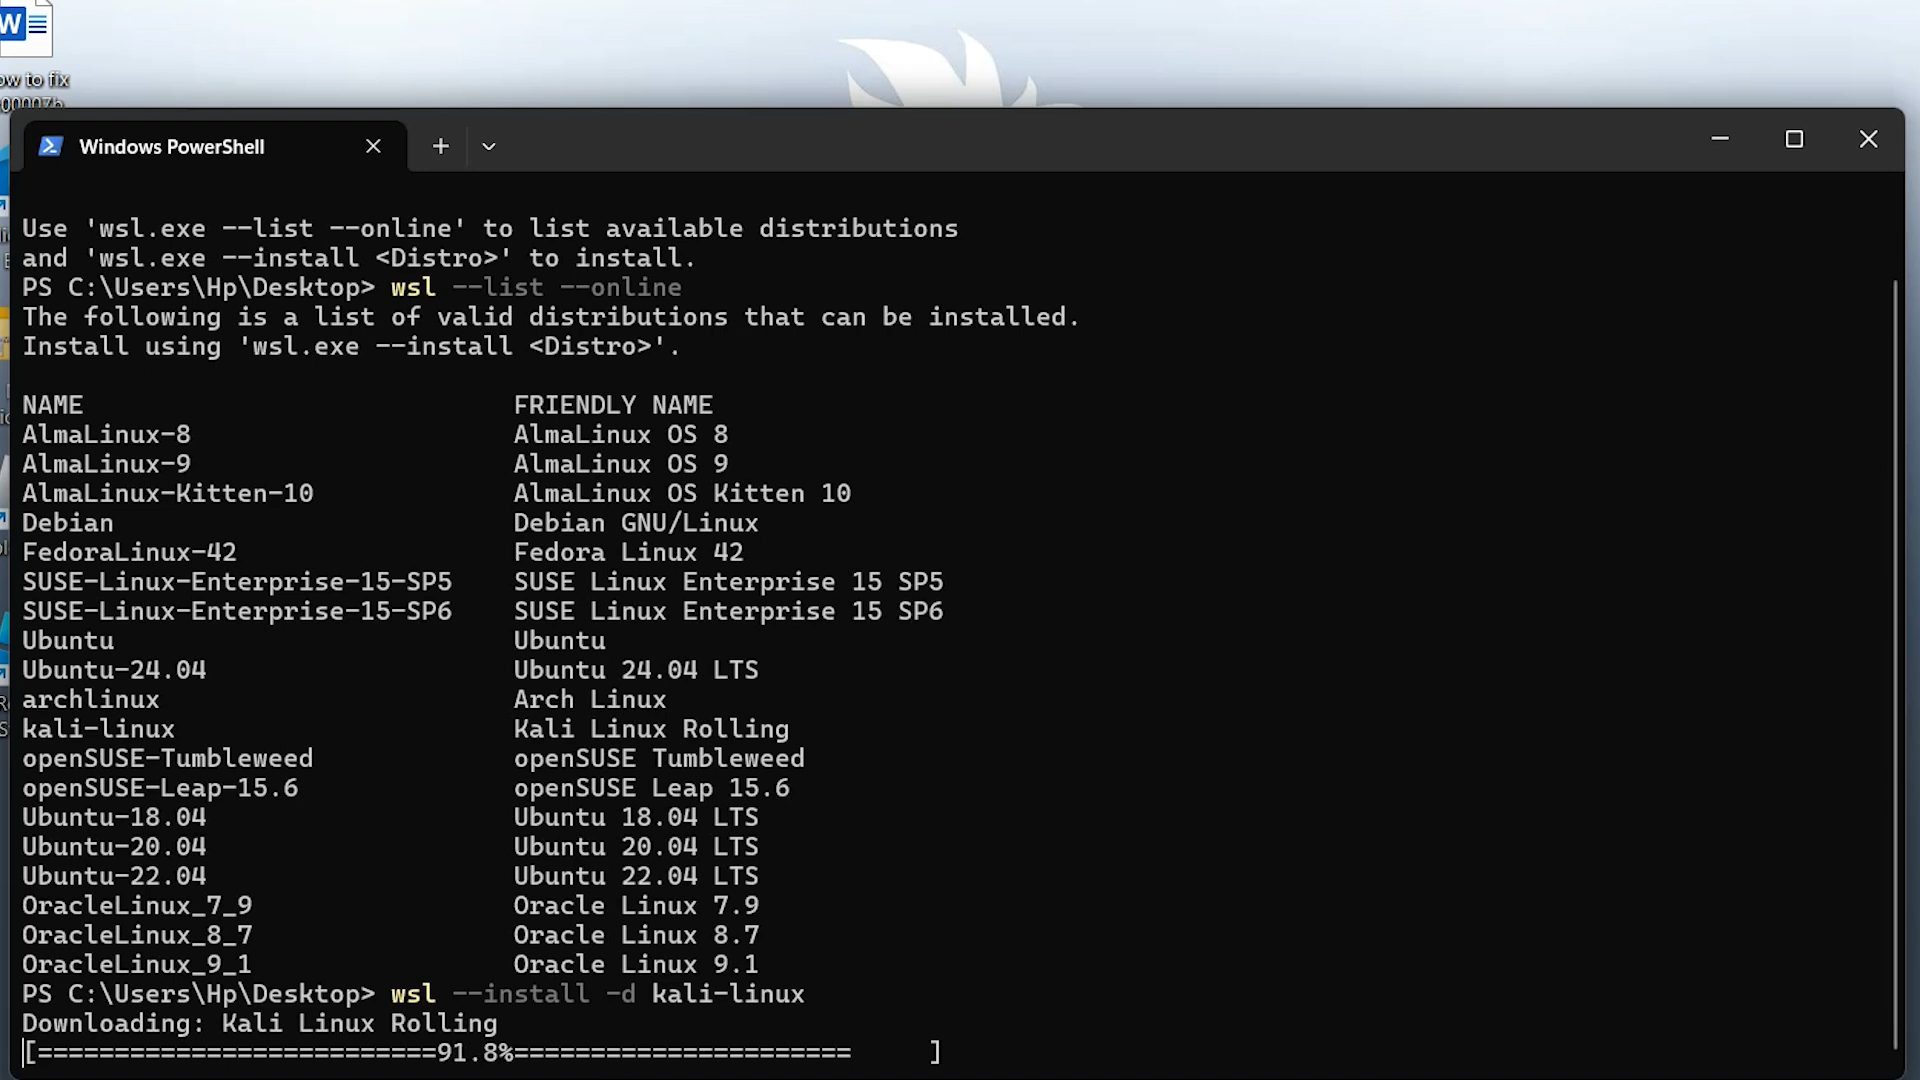 W
ow to fix
Windows PowerShell
Use 'wsl.exe --list --online' to list available distributions
and 'wsl.exe --install <Distro>' to install.
PS C:\Users\Hp\Desktop> wsl --list --online
The following is a list of valid distributions that can be installed.
Install using 'wsl.exe --install <Distro>'.
NAME FRIENDLY NAME
AlmaLinux-8 AlmaLinux OS 8
AlmaLinux-9 AlmaLinux OS 9
AlmaLinux-Kitten-10 AlmaLinux OS Kitten 10
Debian Debian GNU/Linux
FedoraLinux-42 Fedora Linux 42
SUSE-Linux-Enterprise-15-SP5 SUSE Linux Enterprise 15 SP5
SUSE-Linux-Enterprise-15-SP6 SUSE Linux Enterprise 15 SP6
Ubuntu Ubuntu
Ubuntu-24.04 Ubuntu 24.04 LTS
archlinux Arch Linux
kali-linux Kali Linux Rolling
openSUSE-Tumbleweed openSUSE Tumbleweed
openSUSE-Leap-15.6 openSUSE Leap 15.6
Ubuntu-18.04 Ubuntu 18.04 LTS
Ubuntu-20.04 Ubuntu 20.04 LTS
Ubuntu-22.04 Ubuntu 22.04 LTS
OracleLinux_7_9 Oracle Linux 7.9
OracleLinux_8_7 Oracle Linux 8.7
OracleLinux_9_1 Oracle Linux 9.1
PS C:\Users\Hp\Desktop> wsl --install -d kali-linux
Downloading: Kali Linux Rolling
[==========================91.8%====================== ]